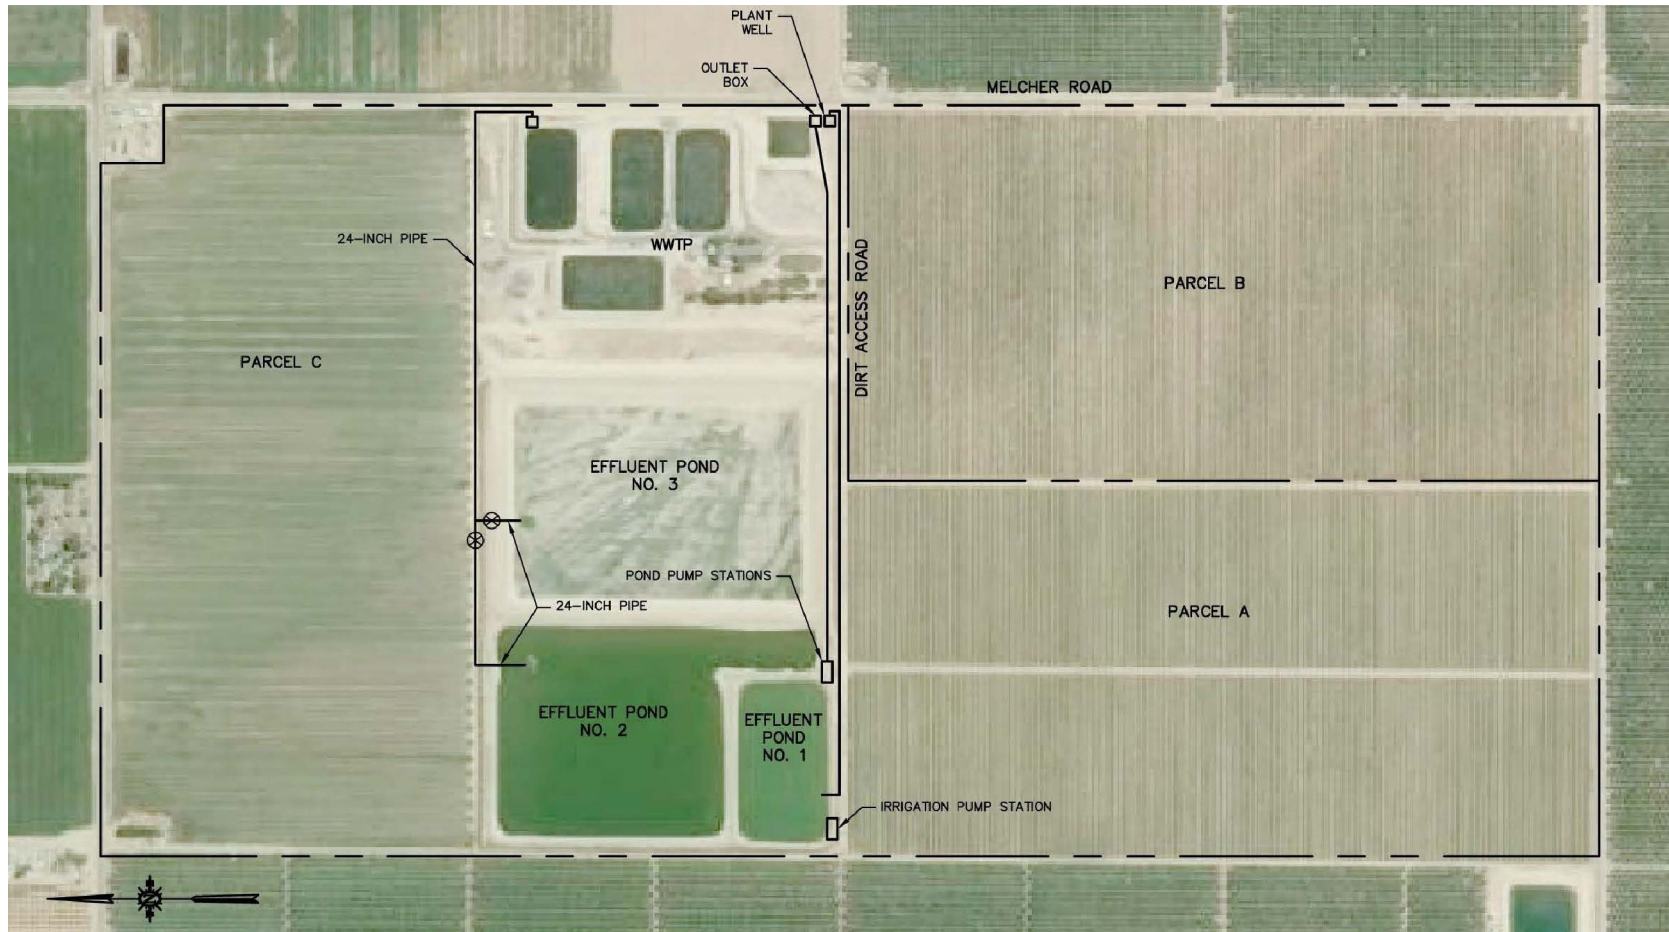 PLANT
WELL
OUTLET
BOX
MELCHER ROAD
24-INCH PIPE
WWTP
DIRT ACCESS ROAD
PARCEL B
PARCEL C
EFFLUENT POND
NO. 3
POND PUMP STATIONS
24-INCH PIPE
PARCEL A
EFFLUENT POND
NO. 2
EFFLUENT
POND
NO. 1
IRRIGATION PUMP STATION
N